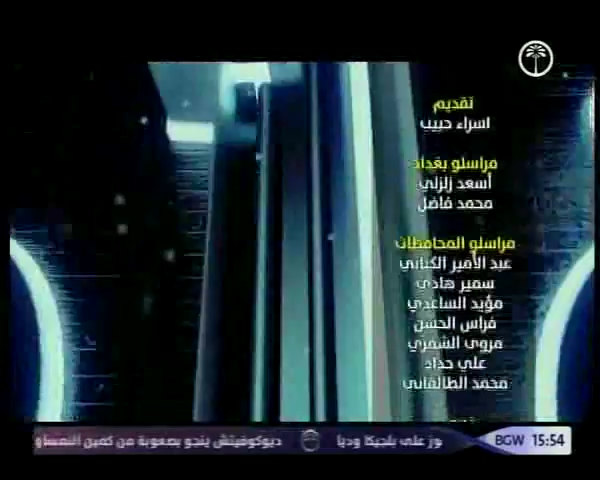 تقديم
اسراء حبيب
مراسلو بغداد
أسعد زلزلي
محمد فاضل
مراسلو المحافظات
عبد الأمير الكناني
سمير هادي
مؤيد الساعدي
فراس الحسن
مروى الشمري
علي حداد
محمد الطالقاني
BGW 15:54 وز على بلجيكا وديا ديوكوفيتش ينجو بصعوبة من كمين النمساو